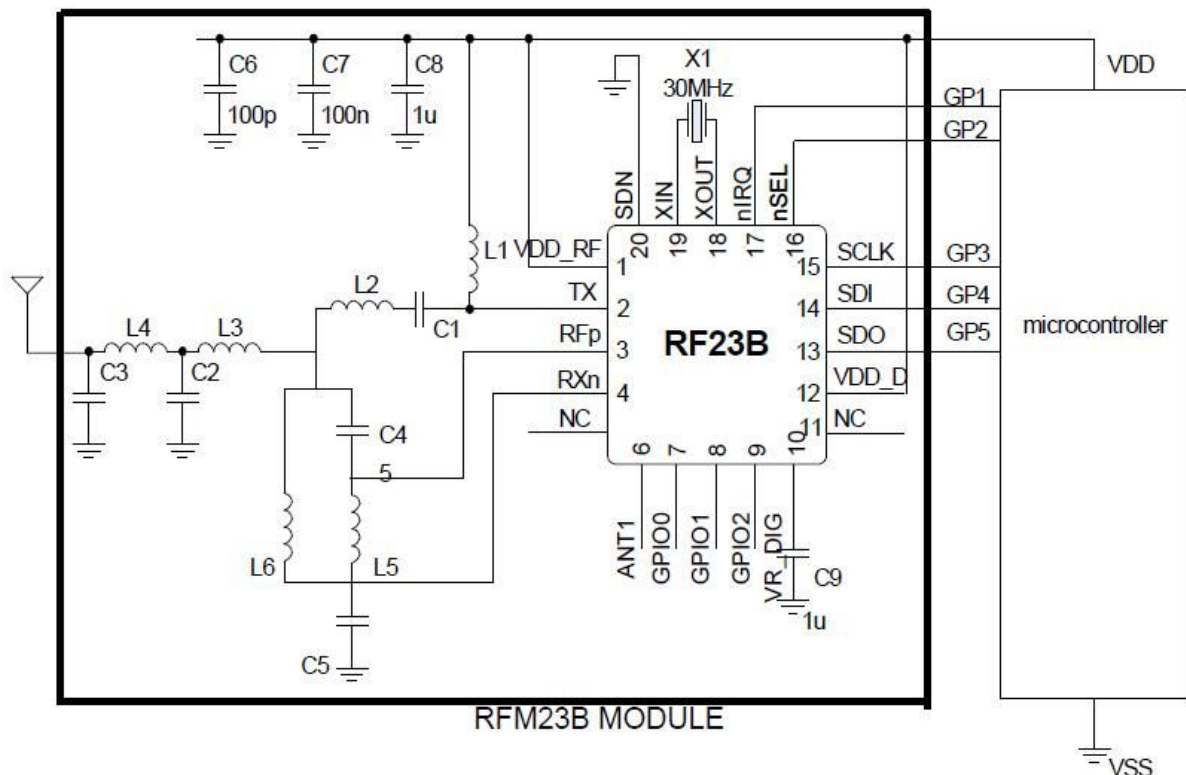 C6
100p
C7
100n
C8
1u
X1
30MHz
VDD
GP1
GP2
GP3
GP4
GP5
microcontroller
VSS
SDN
XIN
XOUT
nIRQ
nSEL
20
19
18
17
16
L1
VDD_RF
1
TX
2
RFp
3
RXn
4
NC
RF23B
15
SCLK
14
SDI
13
SDO
12
VDD_D
11
NC
L2
C1
L4
L3
C3
C2
C4
5
L6
L5
C5
6
7
8
9
10
ANT1
GPIO0
GPIO1
GPIO2
VR_DIG
C9
1u
RFM23B MODULE